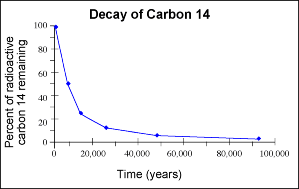 Decay of Carbon 14
Percent of radioactive
carbon 14 remaining
100
80
60
40
20
0
0 20,000 40,000 60,000 80,000 100,000
Time (years)